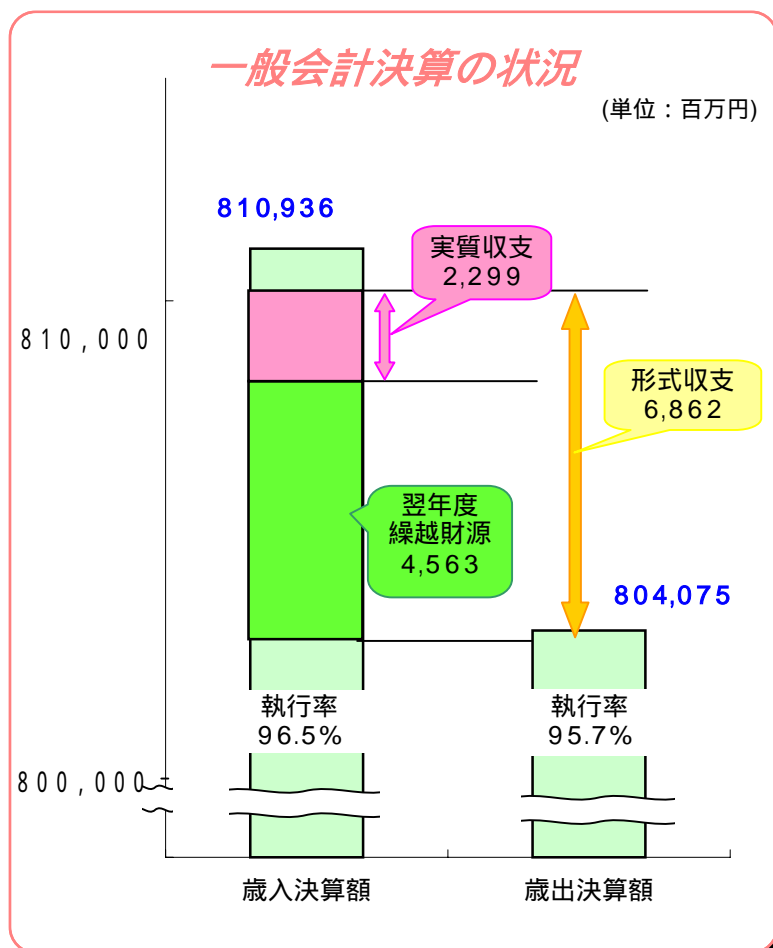 一般会計決算の状況
(単位：百万円)
810,936
実質収支
2,299
810,000
形式収支
6,862
翌年度
繰越財源
4,563
804,075
執行率
96.5%
執行率
95.7%
800,000
歳入決算額
歳出決算額